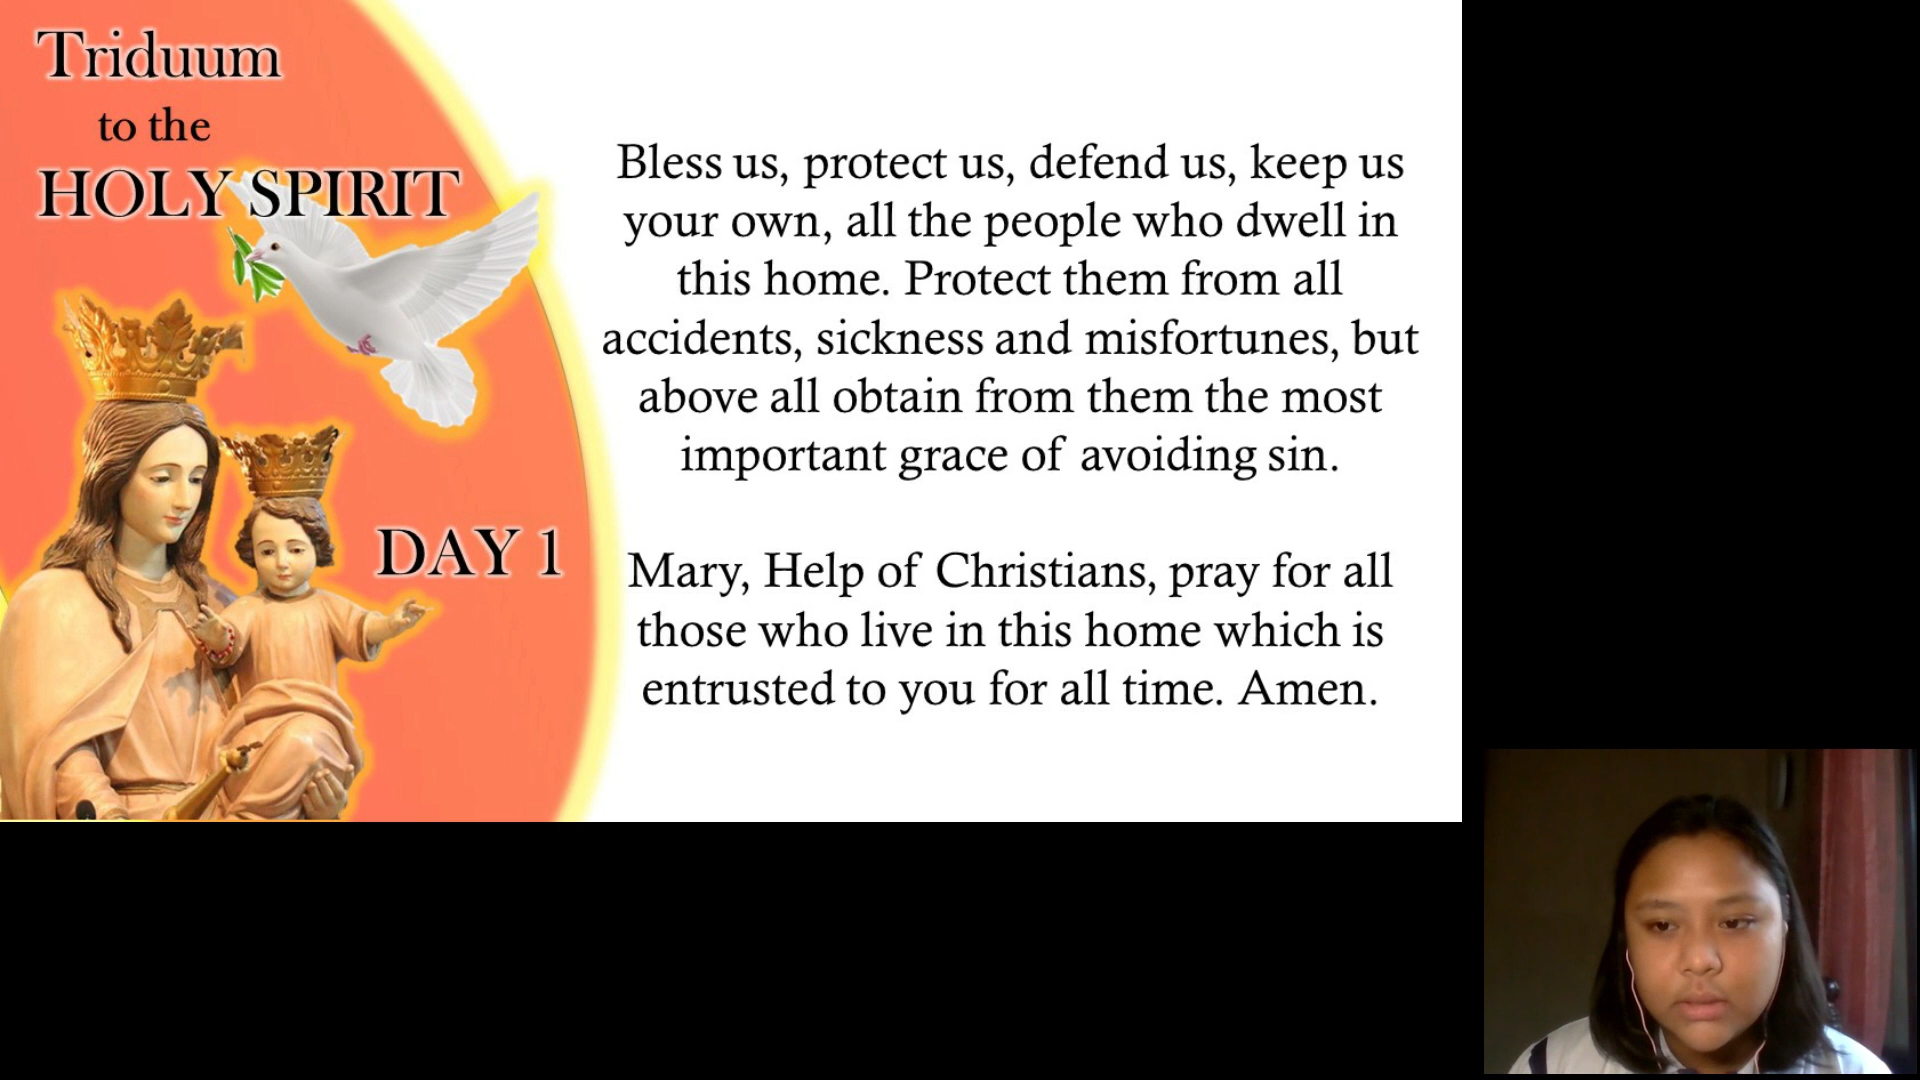 Triduum
to the
HOLY SPIRIT
DAY 1
Bless us, protect us, defend us, keep us
your own, all the people who dwell in
this home. Protect them from all
accidents, sickness and misfortunes, but
above all obtain from them the most
important grace of avoiding sin.
Mary, Help of Christians, pray for all
those who live in this home which is
entrusted to you for all time. Amen.